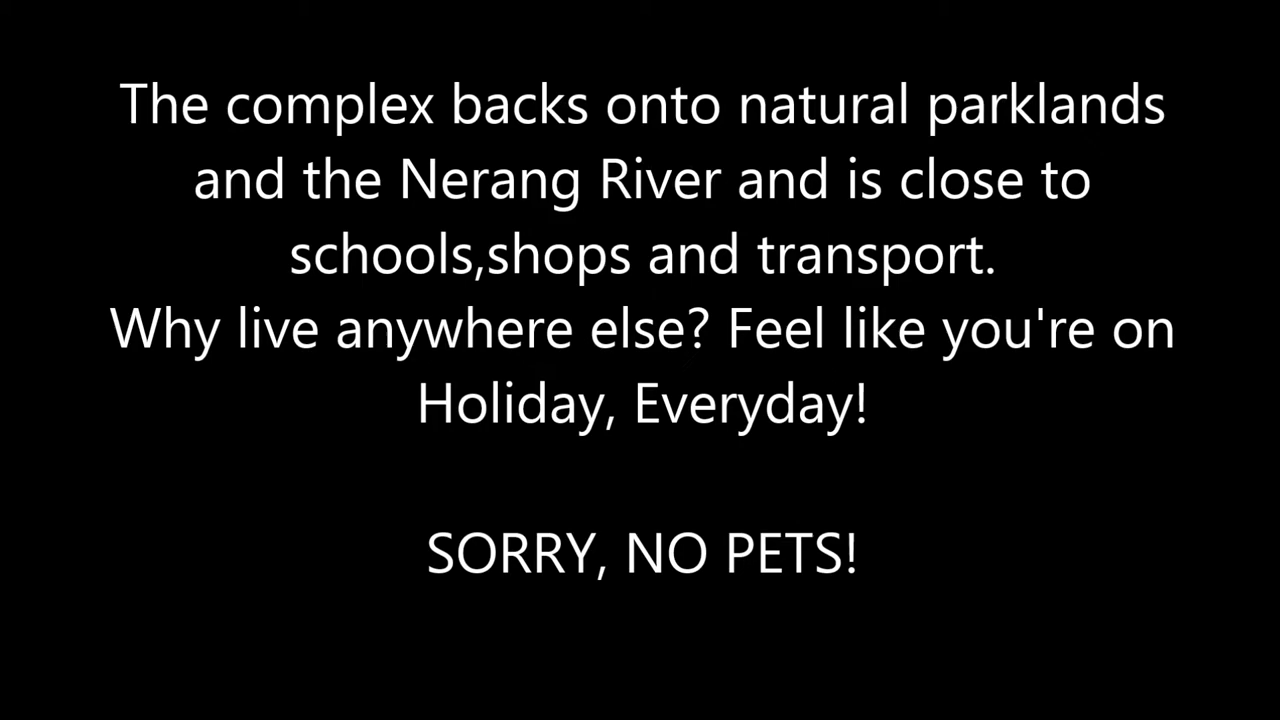 The complex backs onto natural parklands
and the Nerang River and is close to
schools,shops and transport.
Why live anywhere else? Feel like you're on
Holiday, Everyday!
SORRY, NO PETS!